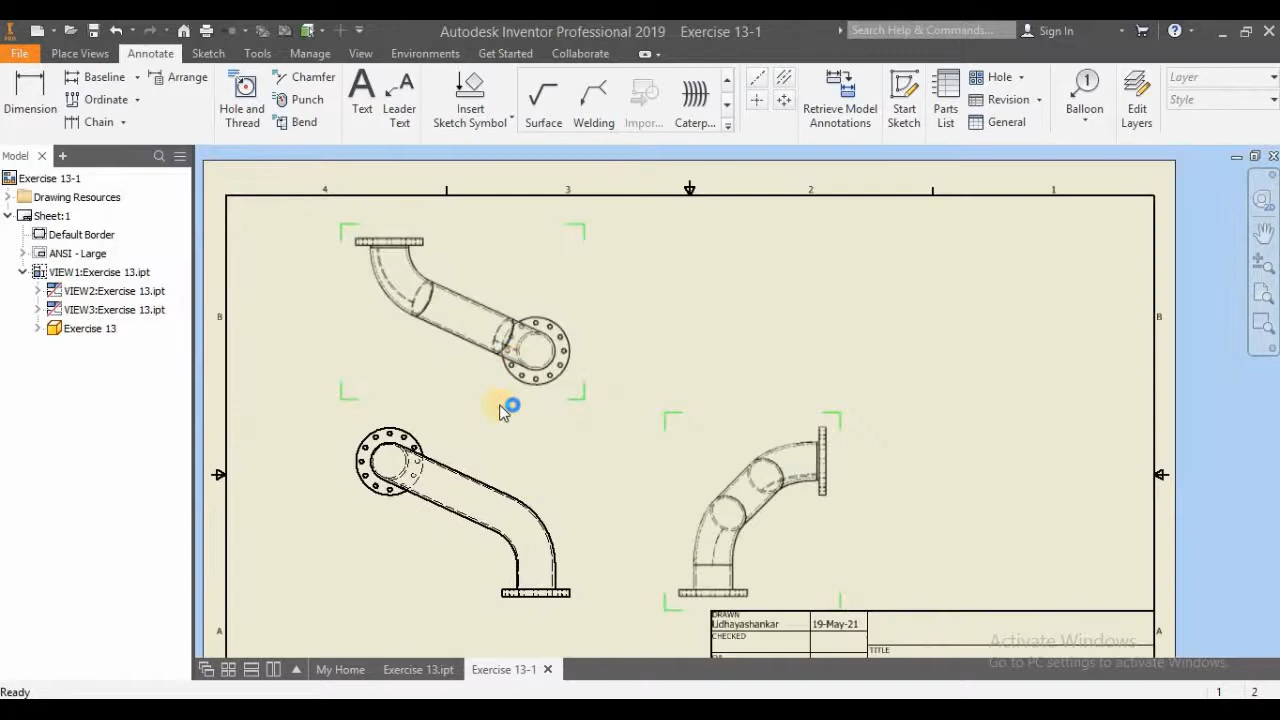 PRO
Autodesk Inventor Professional 2019 Exercise 13-1
Search Help & Commands...
Sign In
File
Place Views
Annotate
Sketch
Tools
Manage
View
Environments
Get Started
Collaborate
Dimension
Baseline
Arrange
Ordinate
Chain
Hole and
Thread
Chamfer
Punch
Bend
Text
Leader
Text
Insert
Sketch Symbol
Surface
Welding
Impor...
Caterp...
Retrieve Model
Annotations
Start
Sketch
Parts
List
Hole
Revision
General
1
Balloon
Edit
Layers
Layer
Style
Model
Exercise 13-1
Drawing Resources
Sheet:1
Default Border
ANSI - Large
VIEW1:Exercise 13.ipt
VIEW2:Exercise 13.ipt
VIEW3:Exercise 13.ipt
Exercise 13
4
3
2
1
B
B
A
A
2D
DRAWN
Udhayashankar
19-May-21
CHECKED
TITLE
Activate Windows
Go to PC settings to activate Windows.
My Home
Exercise 13.ipt
Exercise 13-1
Ready
1
2